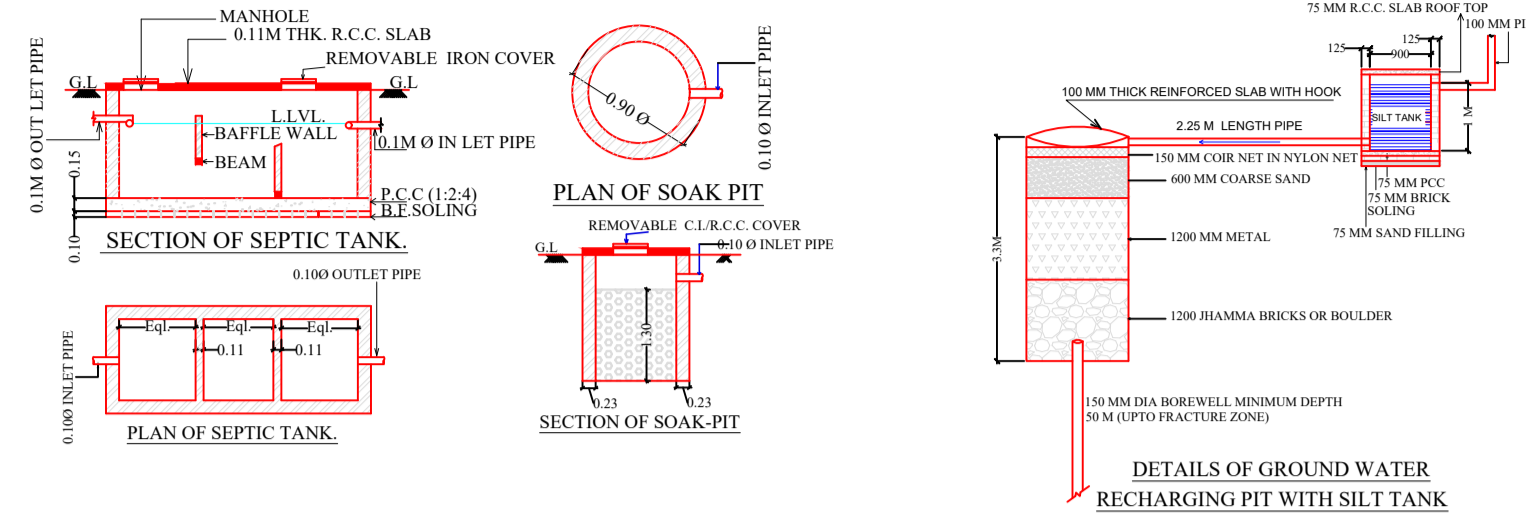 MANHOLE
0.11M THK. R.C.C. SLAB
REMOVABLE IRON COVER
G.L
G.L
0.1M Ø OUT LET PIPE
L.LVL.
BAFFLE WALL
0.1M Ø IN LET PIPE
BEAM
0.15
0.10
P.C.C (1:2:4)
B.F.SOLING
SECTION OF SEPTIC TANK.
0.10Ø OUTLET PIPE
Eql.
Eql.
Eql.
0.11
0.11
0.10Ø INLET PIPE
PLAN OF SEPTIC TANK.
0.90 Ø
0.10 Ø INLET PIPE
PLAN OF SOAK PIT
REMOVABLE C.I./R.C.C. COVER
G.L
0.10 Ø INLET PIPE
1.30
0.23
0.23
SECTION OF SOAK-PIT
75 MM R.C.C. SLAB ROOF TOP
100 MM PI
125
125
900
SILT TANK
1 M
100 MM THICK REINFORCED SLAB WITH HOOK
2.25 M LENGTH PIPE
150 MM COIR NET IN NYLON NET
600 MM COARSE SAND
75 MM PCC
75 MM BRICK
SOLING
75 MM SAND FILLING
1200 MM METAL
3.3M
1200 JHAMMA BRICKS OR BOULDER
150 MM DIA BOREWELL MINIMUM DEPTH
50 M (UPTO FRACTURE ZONE)
DETAILS OF GROUND WATER
RECHARGING PIT WITH SILT TANK